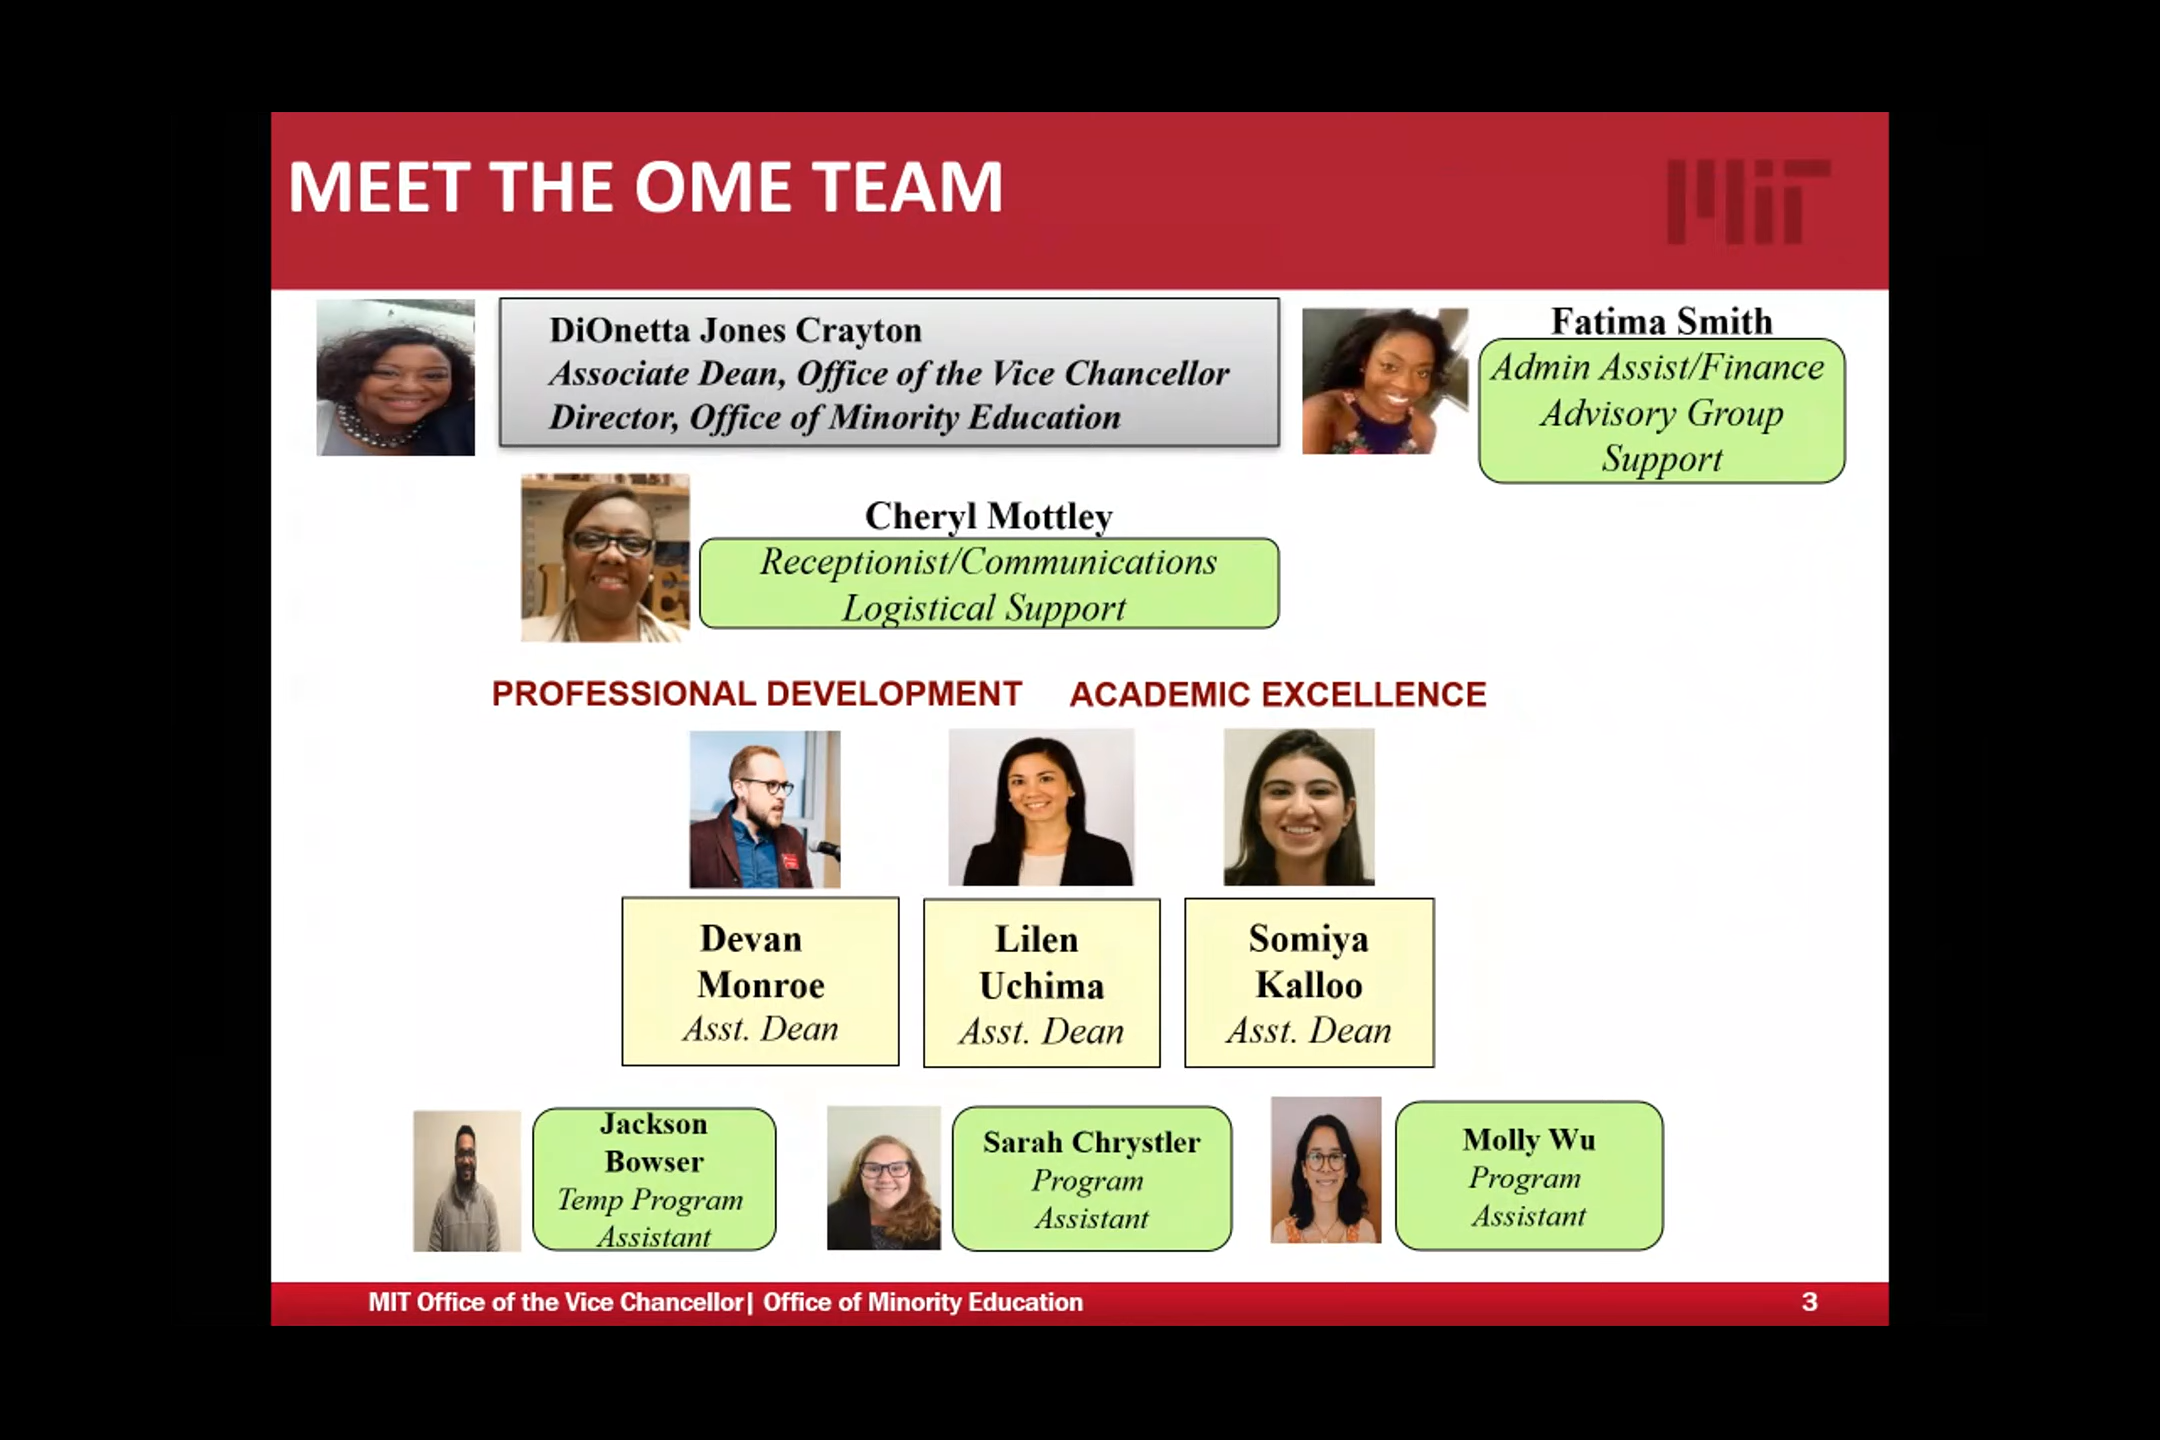 MEET THE OME TEAM
MIT
DiOnetta Jones Crayton
Associate Dean, Office of the Vice Chancellor
Director, Office of Minority Education
Fatima Smith
Admin Assist/Finance
Advisory Group
Support
Cheryl Mottley
Receptionist/Communications
Logistical Support
PROFESSIONAL DEVELOPMENT
ACADEMIC EXCELLENCE
Devan
Monroe
Asst. Dean
Lilen
Uchima
Asst. Dean
Somiya
Kalloo
Asst. Dean
Jackson
Bowser
Temp Program
Assistant
Sarah Chrystler
Program
Assistant
Molly Wu
Program
Assistant
MIT Office of the Vice Chancellor| Office of Minority Education
3